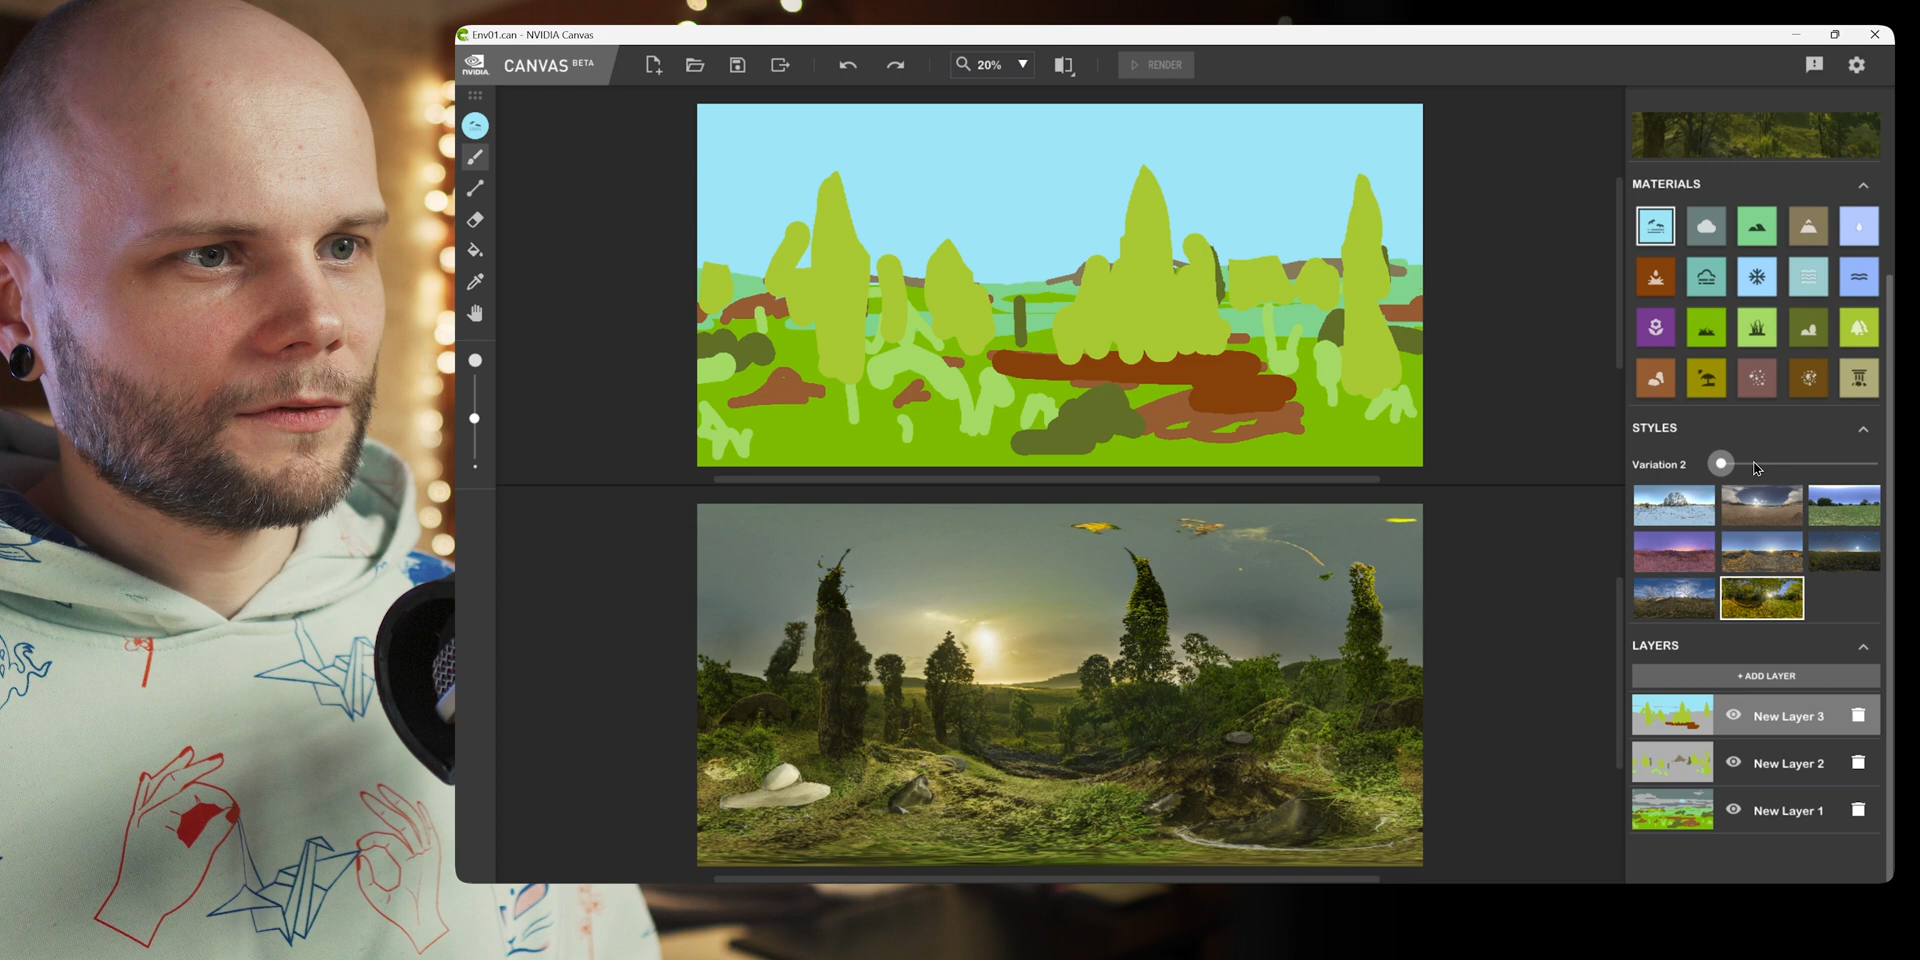 Env01.can - NVIDIA Canvas
NVIDIA.
CANVAS BETA
20%
RENDER
MATERIALS
STYLES
Variation 2
LAYERS
+ ADD LAYER
New Layer 3
New Layer 2
New Layer 1